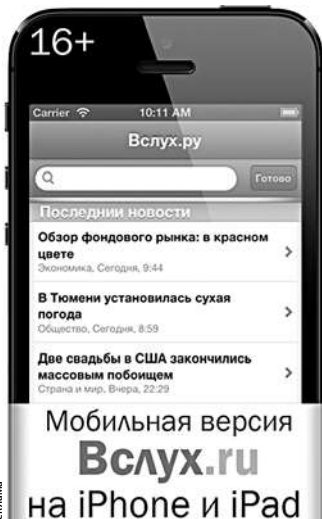 16+
Carrier 10:11 AM
Вслух.ру
Готово
Последнии новости
Обзор фондового рынка: в красном
цвете
Экономика, Сегодня, 9:44
В Тюмени установилась сухая
погода
Общество, Сегодня, 8:59
Две свадьбы в США закончились
массовым побоищем
Страна и мир, Вчера, 22:29
Мобильная версия
Вслух.ru
на iPhone и iPad